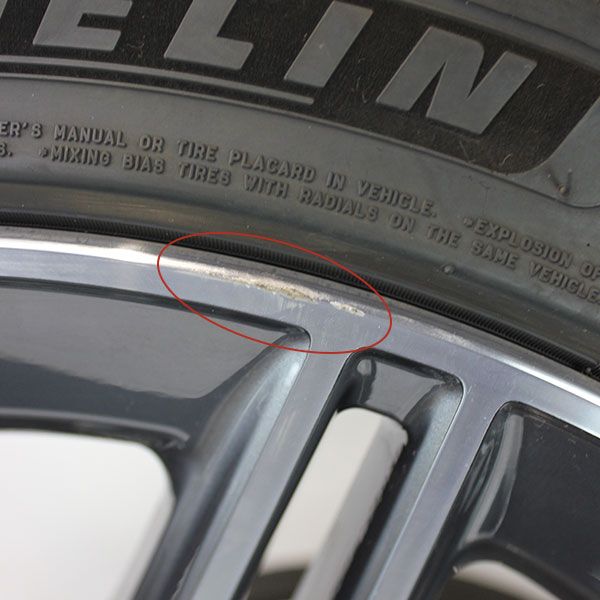 ELIN
ER'S MANUAL OR TIRE PLACARD IN VEHICLE. •EXPLOSION OF
S. •MIXING BIAS TIRES WITH RADIALS ON THE SAME VEHICLE